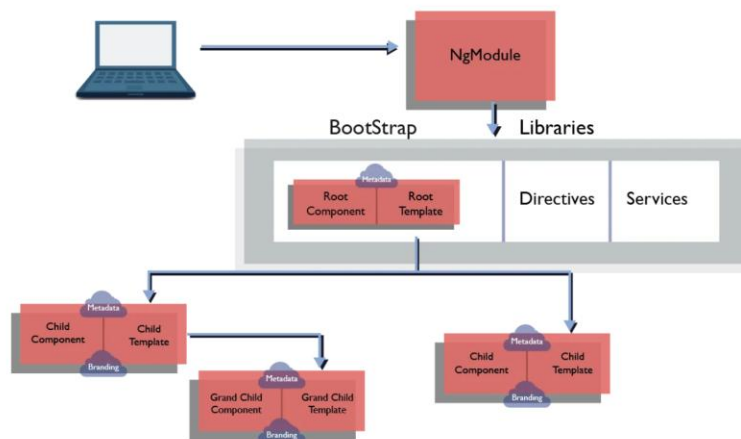 NgModule
BootStrap
Libraries
Metadata
Root
Component
Root
Template
Directives
Services
Metadata
Child
Component
Child
Template
Branding
Metadata
Grand Child
Component
Grand Child
Template
Branding
Metadata
Child
Component
Child
Template
Branding